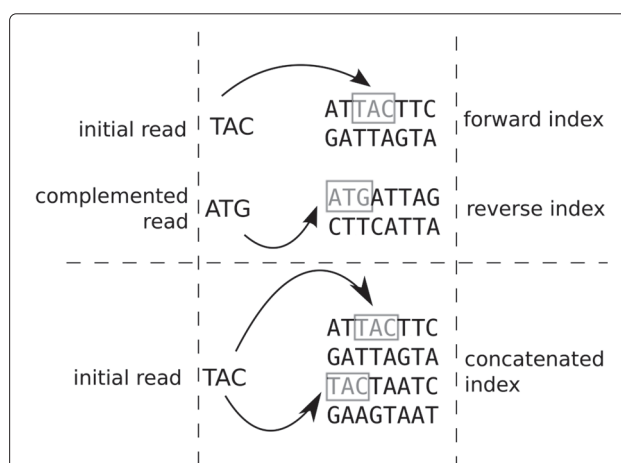 initial read TAC ATTACTTC forward index
GATTAGTA
complemented read ATG ATGATTAG reverse index
CTTCATTA
initial read TAC ATTACTTC concatenated index
GATTAGTA
TACTAATC
GAAGTAAT